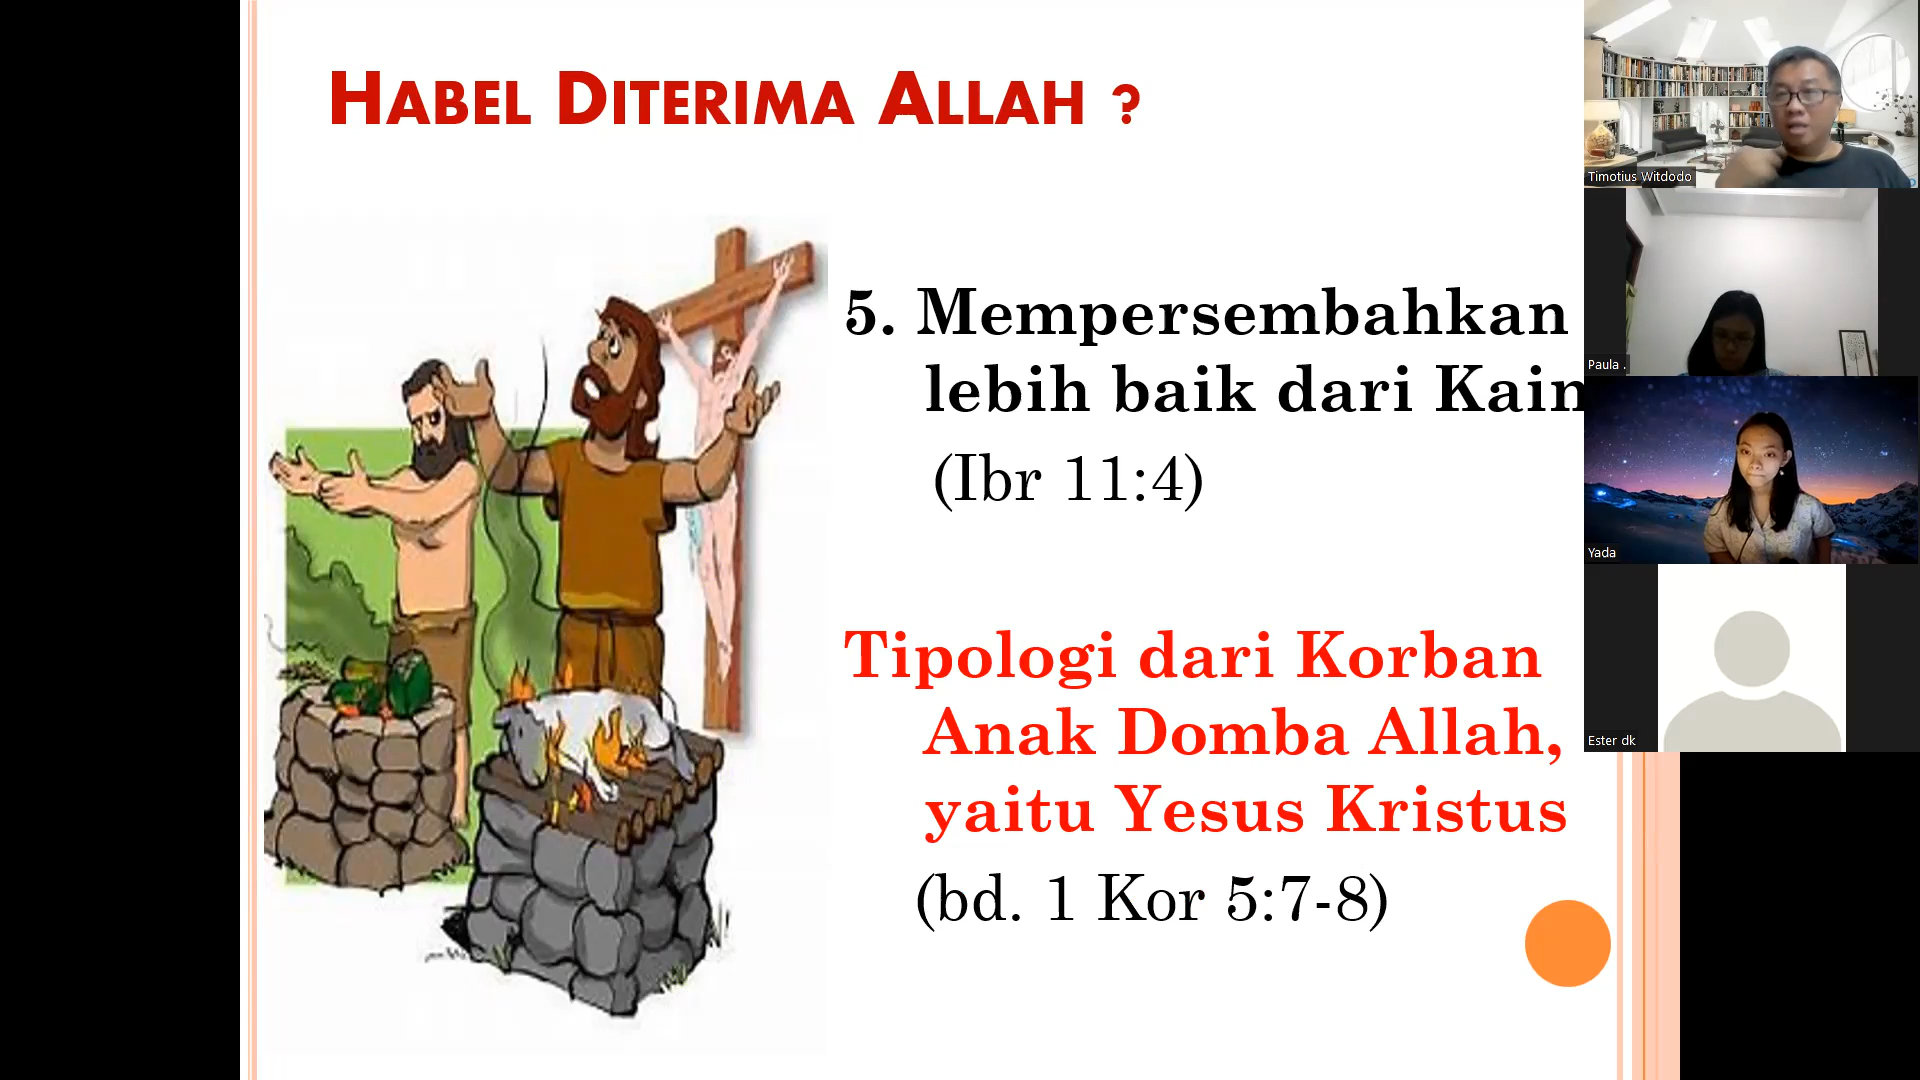 HABEL DITERIMA ALLAH ?
5. Mempersembahkan
lebih baik dari Kain
(Ibr 11:4)
Tipologi dari Korban
Anak Domba Allah,
yaitu Yesus Kristus
(bd. 1 Kor 5:7-8)
Timotius Witdodo
Paula .
Yada
Ester dk